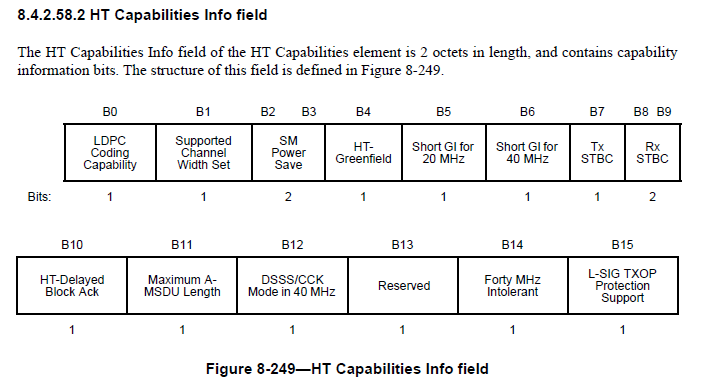 8.4.2.58.2 HT Capabilities Info field
The HT Capabilities Info field of the HT Capabilities element is 2 octets in length, and contains capability
information bits. The structure of this field is defined in Figure 8-249.
B0 B1 B2 B3 B4 B5 B6 B7 B8 B9
LDPC Coding Capability
Supported Channel Width Set
SM Power Save
HT-Greenfield
Short GI for 20 MHz
Short GI for 40 MHz
Tx STBC
Rx STBC
Bits: 1 1 2 1 1 1 1 2
B10 B11 B12 B13 B14 B15
HT-Delayed Block Ack
Maximum A-MSDU Length
DSSS/CCK Mode in 40 MHz
Reserved
Forty MHz Intolerant
L-SIG TXOP Protection Support
1 1 1 1 1 1
Figure 8-249—HT Capabilities Info field